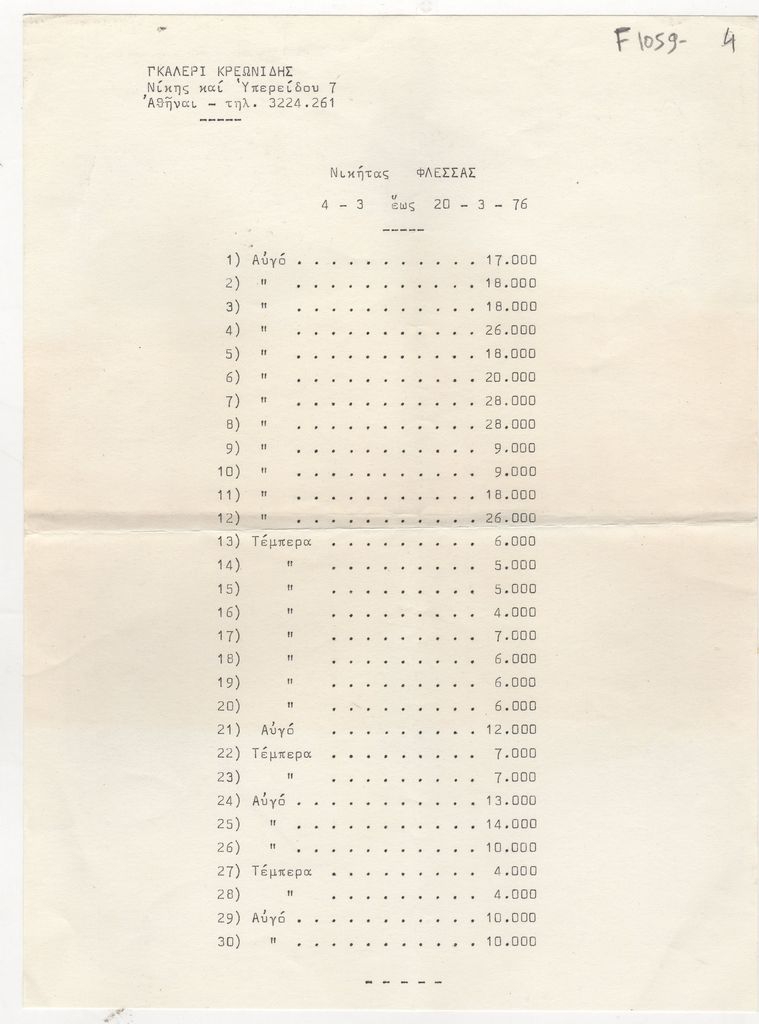 F1059- 4
ΓΚΑΛΕΡΙ ΚΡΕΩΝΙΔΗΣ
Νίκης καί Ὑπερείδου 7
Ἀθῆναι - τηλ. 3224.261
-----
Νικήτας ΦΛΕΣΣΑΣ
4 - 3 ἕως 20 - 3 - 76
-----
1) Αὐγό . . . . . . . . . . . 17.000
2) " . . . . . . . . . . . 18.000
3) " . . . . . . . . . . . 18.000
4) " . . . . . . . . . . . 26.000
5) " . . . . . . . . . . . 18.000
6) " . . . . . . . . . . . 20.000
7) " . . . . . . . . . . . 28.000
8) " . . . . . . . . . . . 28.000
9) " . . . . . . . . . . . 9.000
10) " . . . . . . . . . . . 9.000
11) " . . . . . . . . . . . 18.000
12) " . . . . . . . . . . . 26.000
13) Τέμπερα . . . . . . . . . 6.000
14) " . . . . . . . . . 5.000
15) " . . . . . . . . . 5.000
16) " . . . . . . . . . 4.000
17) " . . . . . . . . . 7.000
18) " . . . . . . . . . 6.000
19) " . . . . . . . . . 6.000
20) " . . . . . . . . . 6.000
21) Αὐγό . . . . . . . . . 12.000
22) Τέμπερα . . . . . . . . . 7.000
23) " . . . . . . . . . 7.000
24) Αὐγό . . . . . . . . . . . 13.000
25) " . . . . . . . . . . . 14.000
26) " . . . . . . . . . . . 10.000
27) Τέμπερα . . . . . . . . . 4.000
28) " . . . . . . . . . 4.000
29) Αὐγό . . . . . . . . . . . 10.000
30) " . . . . . . . . . . . 10.000
- - - - -